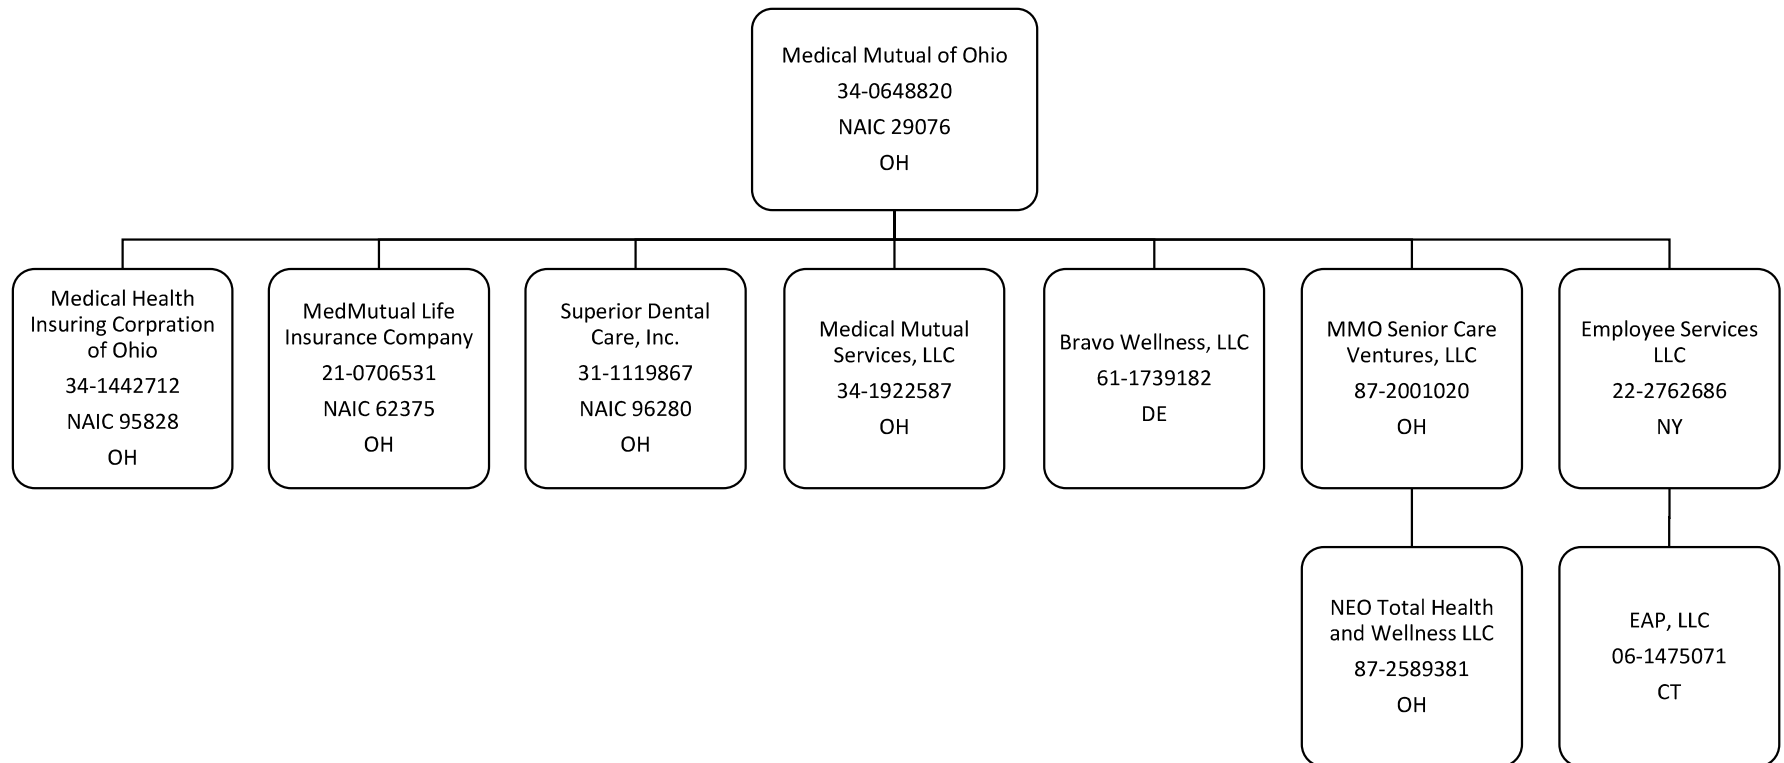 Medical Mutual of Ohio
34-0648820
NAIC 29076
OH
Medical Health
Insuring Corpration
of Ohio
34-1442712
NAIC 95828
OH
MedMutual Life
Insurance Company
21-0706531
NAIC 62375
OH
Superior Dental
Care, Inc.
31-1119867
NAIC 96280
OH
Medical Mutual
Services, LLC
34-1922587
OH
Bravo Wellness, LLC
61-1739182
DE
MMO Senior Care
Ventures, LLC
87-2001020
OH
Employee Services
LLC
22-2762686
NY
NEO Total Health
and Wellness LLC
87-2589381
OH
EAP, LLC
06-1475071
CT